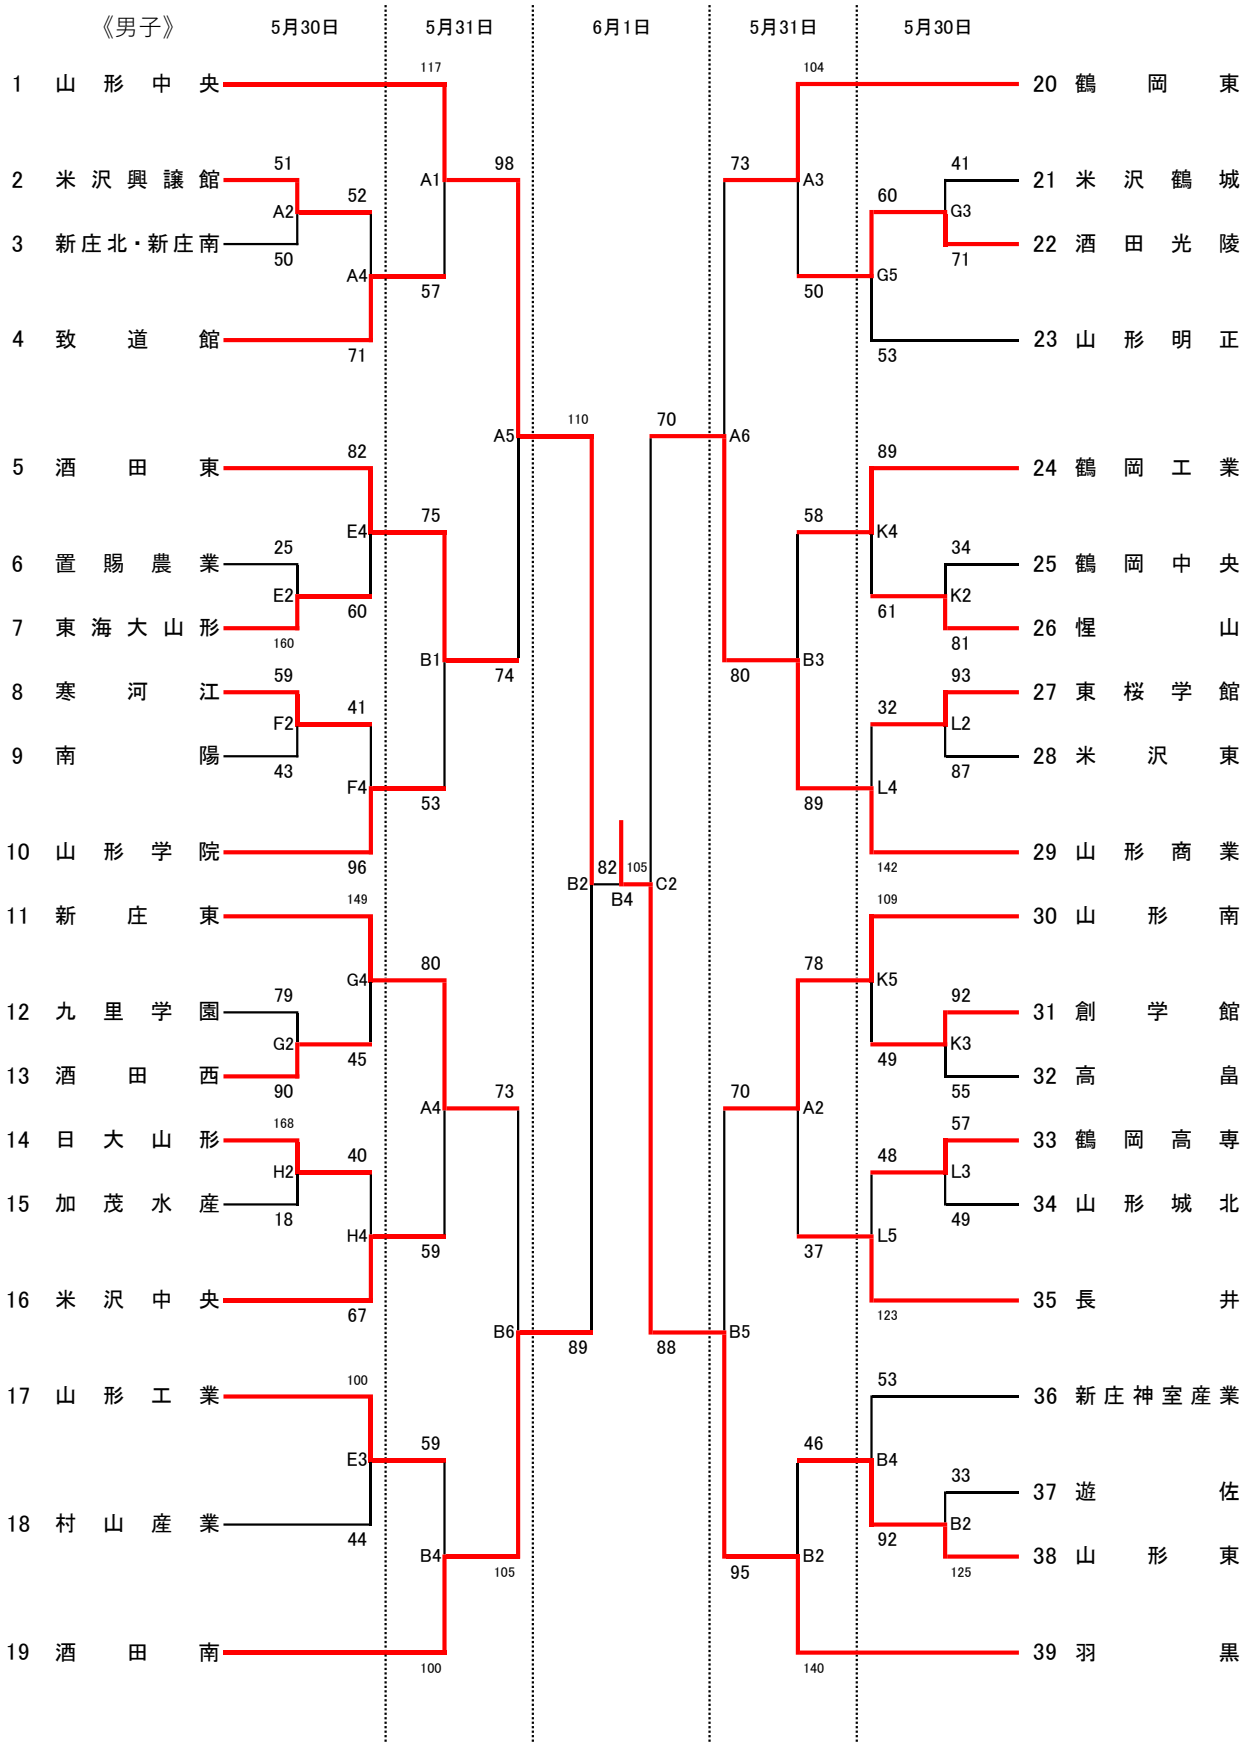 《男子》 5月30日 5月31日 6月1日 5月31日 5月30日
117 104
1 山形中央 20 鶴岡東
51 98 73 41
2 米沢興譲館 A1 A3 21 米沢鶴城
52 60
A2 G3
3 新庄北・新庄南 22 酒田光陵
50 71
A4 G5
57 50
4 致道館 23 山形明正
71 53
110 70
A5 A6
82 89
5 酒田東 24 鶴岡工業
75 58
E4 K4
25 34
6 置賜農業 25 鶴岡中央
E2 K2
60 61
7 東海大山形 26 惺山
160 81
B1 B3
74 80
59 93
8 寒河江 27 東桜学館
41 32
F2 L2
9 南陽 28 米沢東
43 87
F4 L4
53 89
10 山形学院 29 山形商業
96 142
82 105
B2 B4 C2
149 109
11 新庄東 30 山形南
80 78
G4 K5
79 92
12 九里学園 31 創学館
G2 K3
45 49
13 酒田西 32 高畠
90 55
73 70
A4 A2
168 57
14 日大山形 33 鶴岡高専
40 48
H2 L3
15 加茂水産 34 山形城北
18 49
H4 L5
59 37
16 米沢中央 35 長井
67 123
B6 B5
89 88
100 53
17 山形工業 36 新庄神室産業
59 46
E3 B4
33
37 遊佐
18 村山産業 B2
44 92
B4 B2 38 山形東
105 95 125
19 酒田南 39 羽黒
100 140